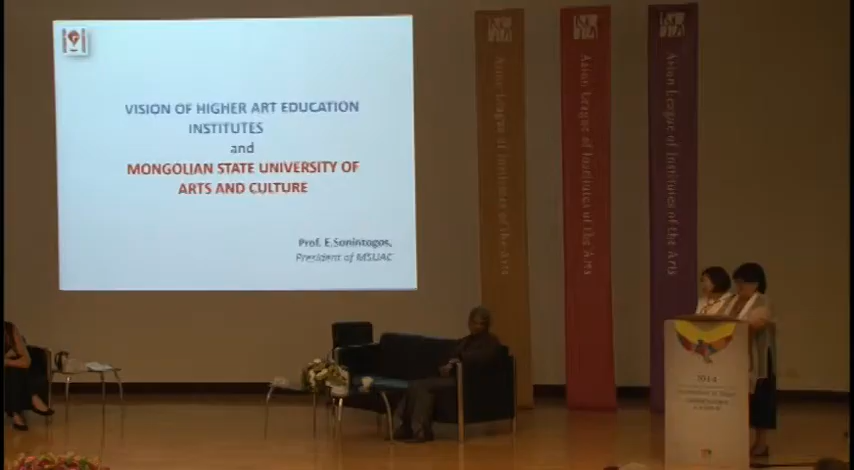 VISION OF HIGHER ART EDUCATION
INSTITUTES
and
MONGOLIAN STATE UNIVERSITY OF
ARTS AND CULTURE
Prof. E.Sonintogos,
President of MSUAC
Asian League of Institutes of the Arts
Asian League of Institutes of the Arts
Asian League of Institutes of the Arts
2014